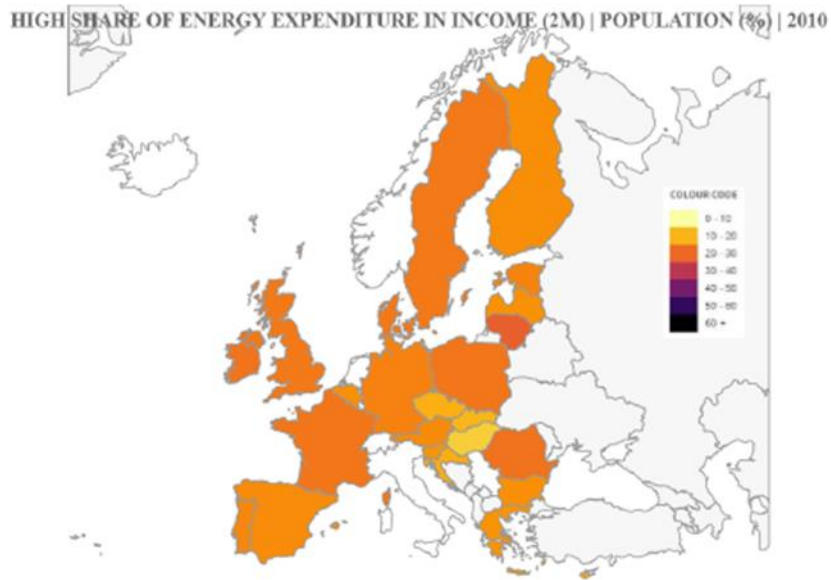 HIGH SHARE OF ENERGY EXPENDITURE IN INCOME (2M) | POPULATION (%) | 2010
COLOUR CODE
0 - 10
10 - 20
20 - 30
30 - 40
40 - 50
50 - 60
60 +